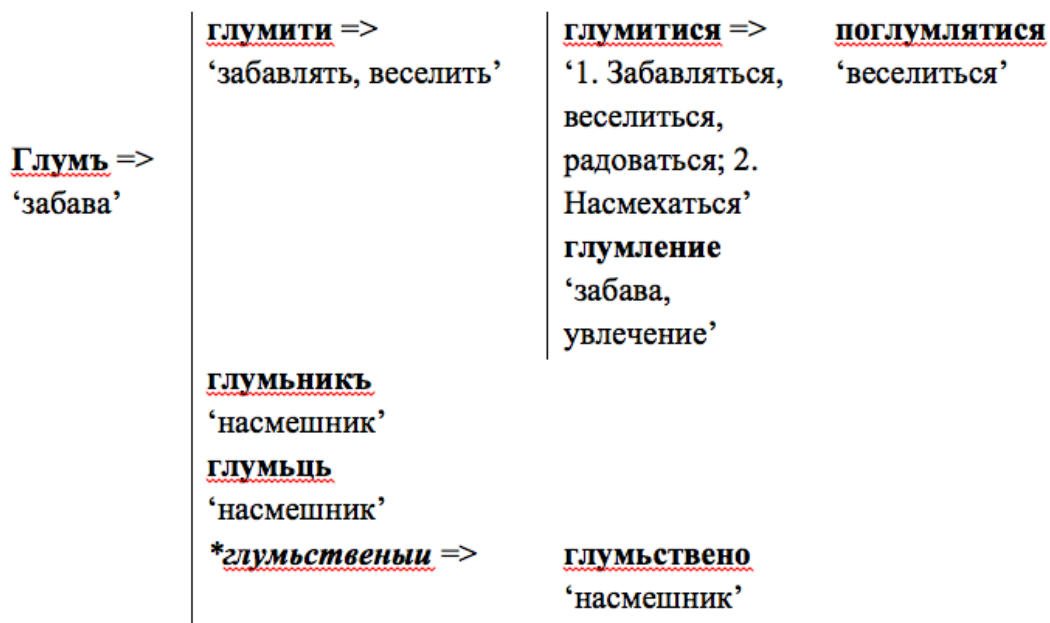 глумити =>
‘забавлять, веселить’
глумитися =>
‘1. Забавляться,
веселиться,
радоваться; 2.
Насмехаться’
поглумлятися
‘веселиться’
Глумъ =>
‘забава’
глумление
‘забава,
увлечение’
глумьникъ
‘насмешник’
глумьць
‘насмешник’
*глумьственыи =>
глумьствено
‘насмешник’